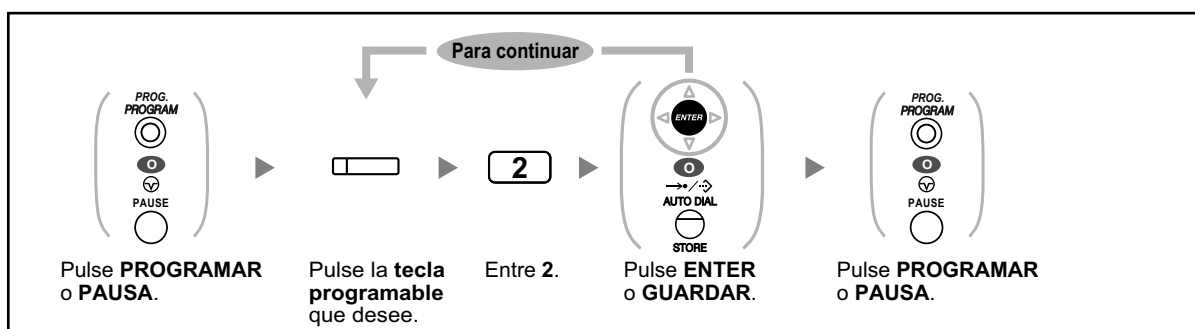 Para continuar
PROG.
PROGRAM
O
PAUSE
2
ENTER
O
AUTO DIAL
STORE
PROG.
PROGRAM
O
PAUSE
Pulse PROGRAMAR
o PAUSA.
Pulse la tecla
programable
que desee.
Entre 2.
Pulse ENTER
o GUARDAR.
Pulse PROGRAMAR
o PAUSA.